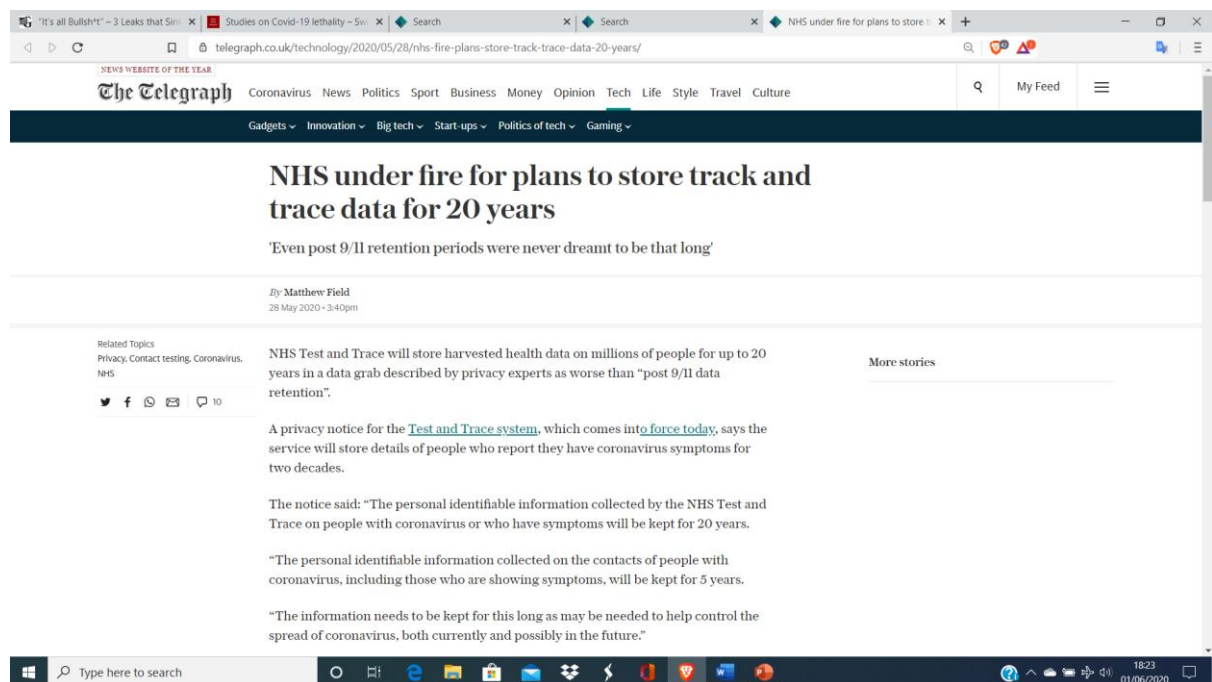 "It's all Bullsh*t" – 3 Leaks that Sin
Studies on Covid-19 lethality – Sw
Search
Search
NHS under fire for plans to store t
telegraph.co.uk/technology/2020/05/28/nhs-fire-plans-store-track-trace-data-20-years/
NEWS WEBSITE OF THE YEAR
The Telegraph
Coronavirus News Politics Sport Business Money Opinion Tech Life Style Travel Culture
My Feed
Gadgets Innovation Big tech Start-ups Politics of tech Gaming
NHS under fire for plans to store track and
trace data for 20 years
'Even post 9/11 retention periods were never dreamt to be that long'
By Matthew Field
28 May 2020 • 3:40pm
Related Topics
Privacy, Contact testing, Coronavirus,
NHS
10
NHS Test and Trace will store harvested health data on millions of people for up to 20
years in a data grab described by privacy experts as worse than “post 9/11 data
retention”.
A privacy notice for the Test and Trace system, which comes into force today, says the
service will store details of people who report they have coronavirus symptoms for
two decades.
The notice said: “The personal identifiable information collected by the NHS Test and
Trace on people with coronavirus or who have symptoms will be kept for 20 years.
“The personal identifiable information collected on the contacts of people with
coronavirus, including those who are showing symptoms, will be kept for 5 years.
“The information needs to be kept for this long as may be needed to help control the
spread of coronavirus, both currently and possibly in the future.”
More stories
Type here to search
18:23
01/06/2020